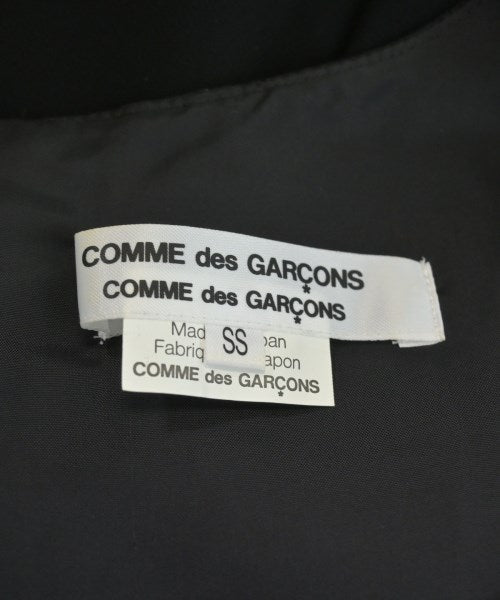 COMME des GARÇONS
COMME des GARÇONS
Mad SS pan
Fabriq apon
COMME des GARÇONS